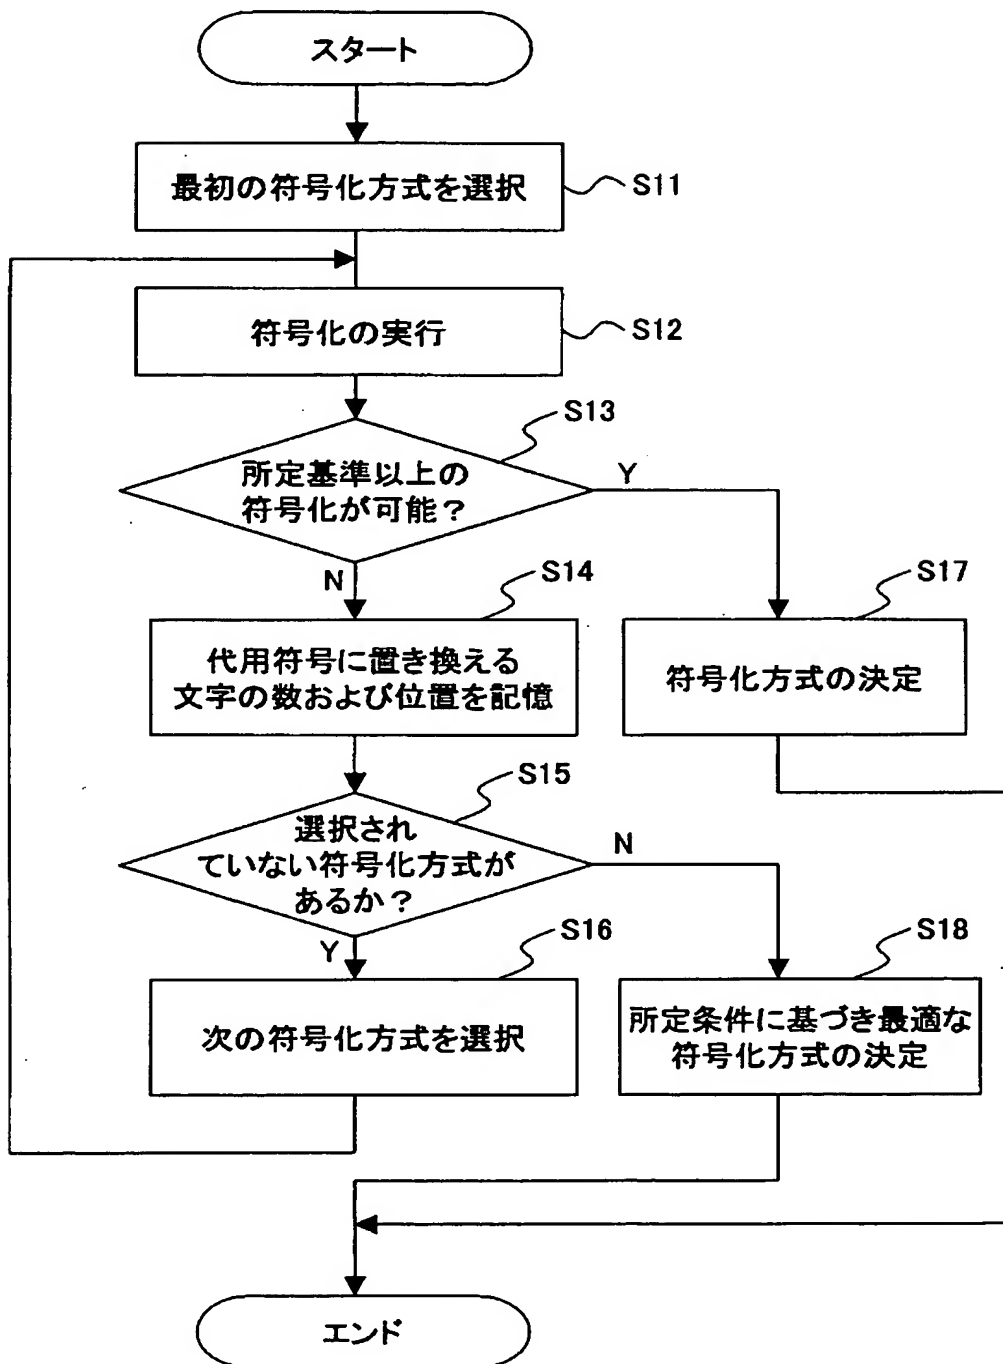 スタート
最初の符号化方式を選択
S11
符号化の実行
S12
S13
所定基準以上の
符号化が可能？
Y
N
S14
代用符号に置き換える
文字の数および位置を記憶
S17
符号化方式の決定
S15
選択され
ていない符号化方式が
あるか？
N
Y
S16
次の符号化方式を選択
S18
所定条件に基づき最適な
符号化方式の決定
エンド